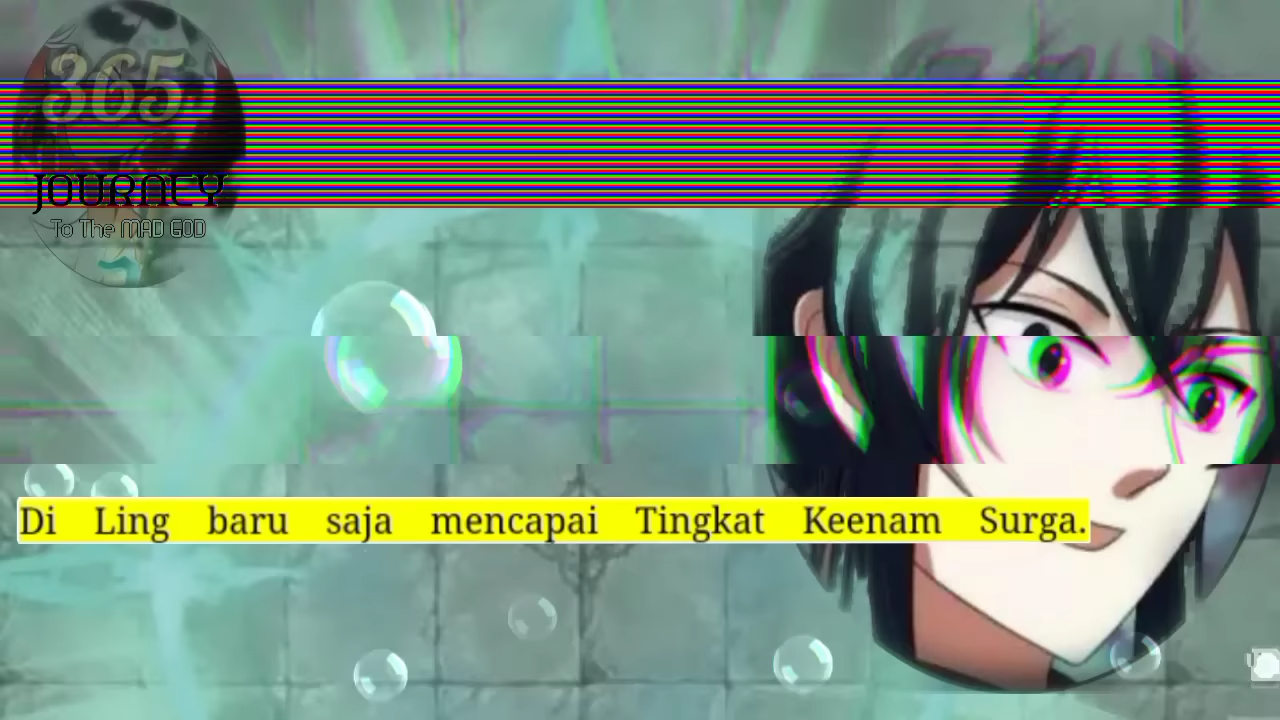 365
JOURNEY
To The MAD GOD
Di Ling baru saja mencapai Tingkat Keenam Surga.